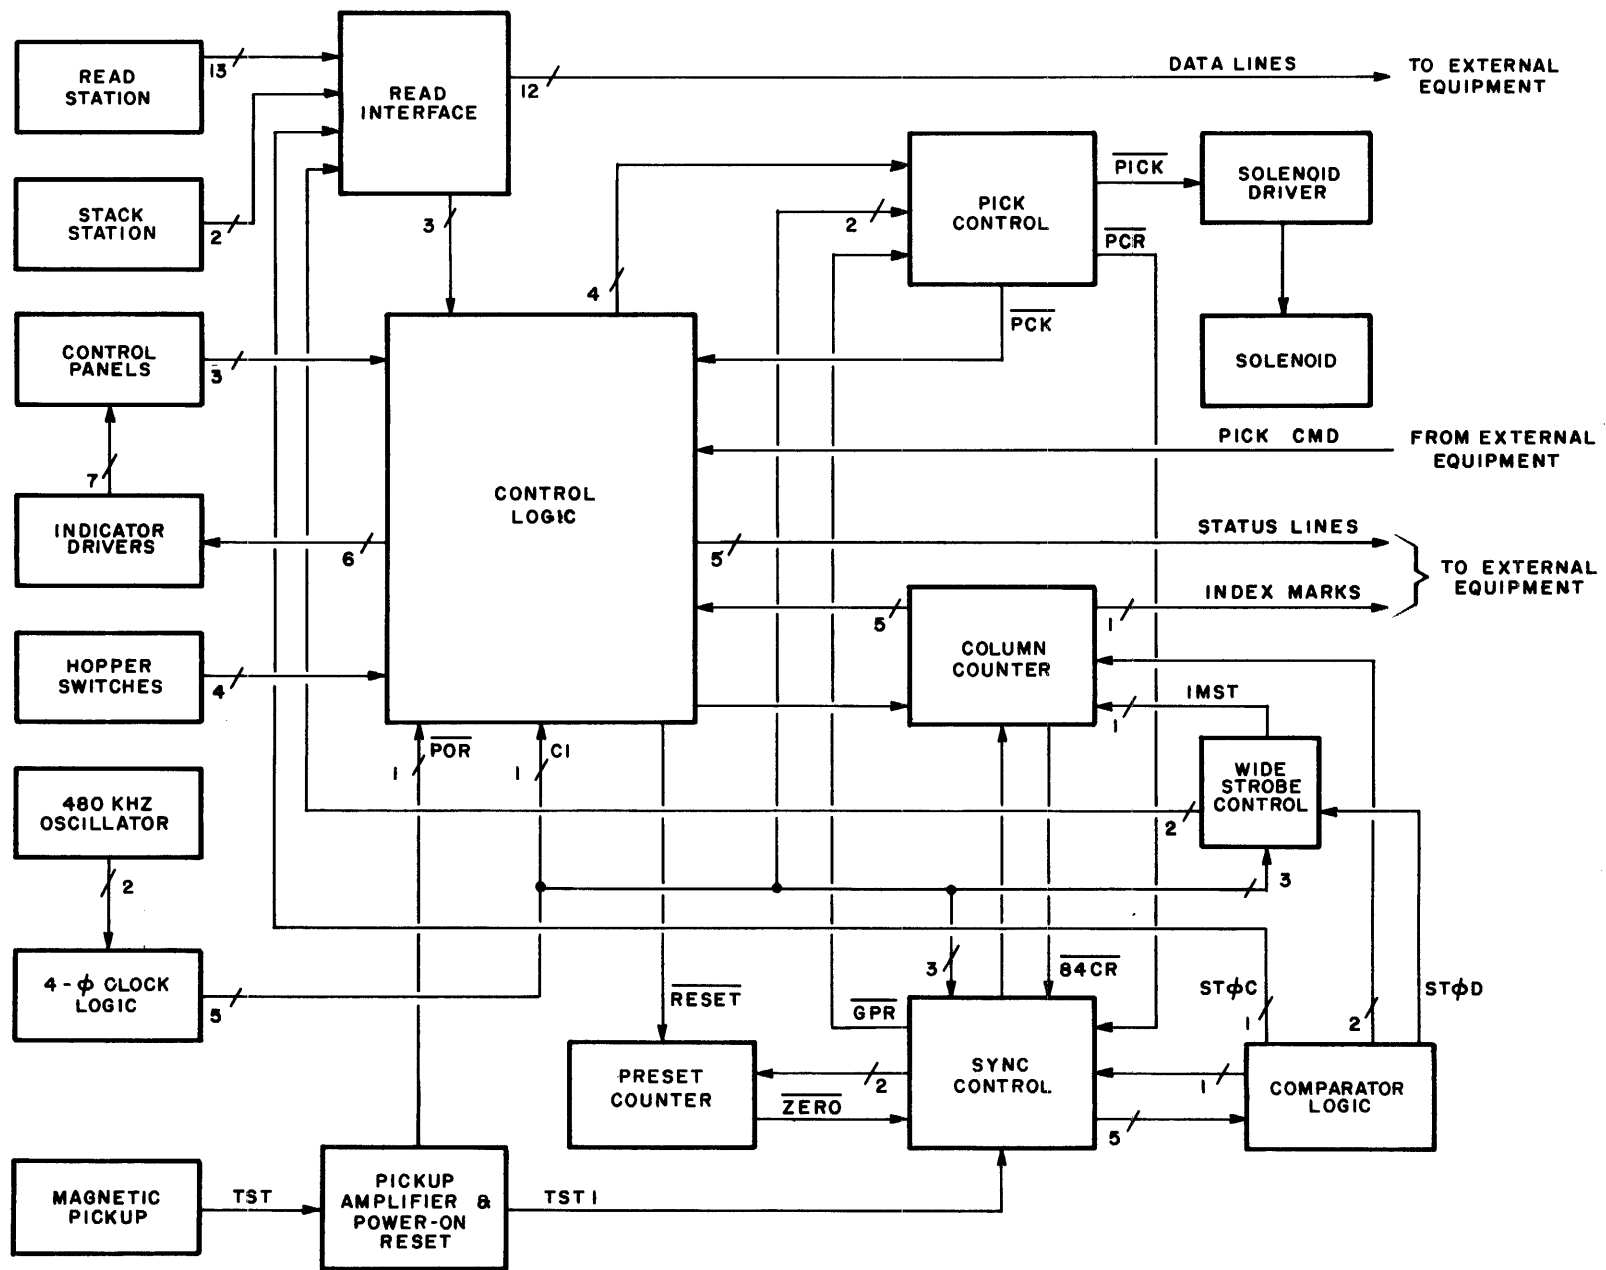 READ
STATION
13
READ
INTERFACE
12
DATA LINES
TO EXTERNAL
EQUIPMENT
STACK
STATION
2
3
4
2
PICK
CONTROL
PICK
PCR
PCK
SOLENOID
DRIVER
SOLENOID
CONTROL
PANELS
3
7
INDICATOR
DRIVERS
6
CONTROL
LOGIC
PICK CMD
FROM EXTERNAL
EQUIPMENT
5
STATUS LINES
INDEX MARKS
TO EXTERNAL
EQUIPMENT
5
1
COLUMN
COUNTER
HOPPER
SWITCHES
4
IMST
1
POR
1
C1
1
WIDE
STROBE
CONTROL
2
3
480 KHZ
OSCILLATOR
2
4-ϕ CLOCK
LOGIC
5
RESET
3
84CR
GPR
STϕC
1
2
STϕD
PRESET
COUNTER
2
ZERO
SYNC
CONTROL
1
5
COMPARATOR
LOGIC
MAGNETIC
PICKUP
TST
PICKUP
AMPLIFIER &
POWER-ON
RESET
TST1